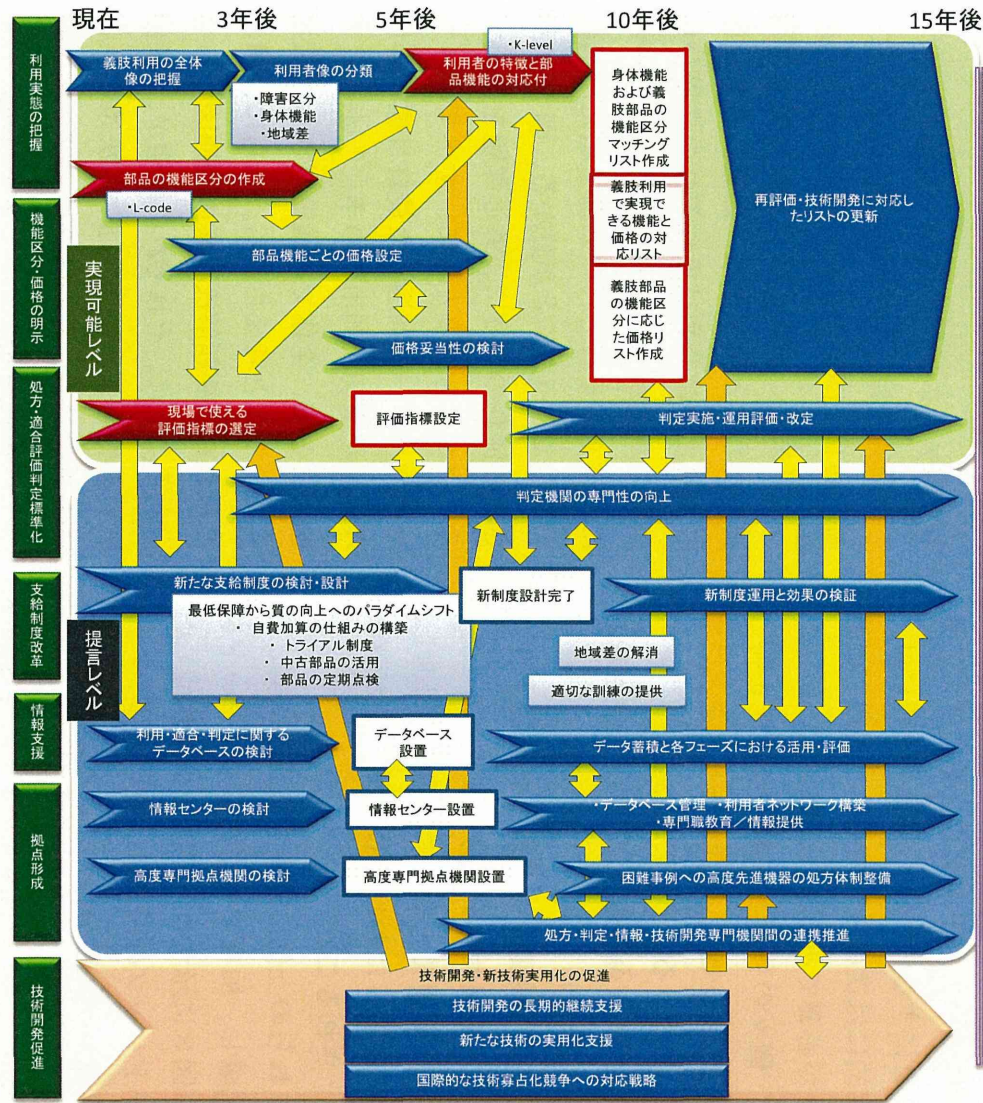 現在
3年後
5年後
10年後
15年後
利用実態の把握
機能区分・価格の明示
処方・適合評価判定標準化
支給制度改革
情報支援
拠点形成
技術開発促進
実現可能レベル
提言レベル
義肢利用の全体
像の把握
利用者像の分類
・障害区分
・身体機能
・地域差
・K-level
利用者の特徴と部
品機能の対応付
身体機能
および義
肢部品の
機能区分
マッチング
リスト作成
再評価・技術開発に対応し
たリストの更新
部品の機能区分の作成
・L-code
義肢利用
で実現で
きる機能と
価格の対
応リスト
部品機能ごとの価格設定
義肢部品
の機能区
分に応じ
た価格リ
スト作成
価格妥当性の検討
現場で使える
評価指標の選定
評価指標設定
判定実施・運用評価・改定
判定機関の専門性の向上
新たな支給制度の検討・設計
最低保障から質の向上へのパラダイムシフト
・ 自費加算の仕組みの構築
・ トライアル制度
・ 中古部品の活用
・ 部品の定期点検
新制度設計完了
新制度運用と効果の検証
地域差の解消
適切な訓練の提供
利用・適合・判定に関する
データベースの検討
データベース
設置
データ蓄積と各フェーズにおける活用・評価
情報センターの検討
情報センター設置
・データベース管理 ・利用者ネットワーク構築
・専門職教育／情報提供
高度専門拠点機関の検討
高度専門拠点機関設置
困難事例への高度先進機器の処方体制整備
処方・判定・情報・技術開発専門機関間の連携推進
技術開発・新技術実用化の促進
技術開発の長期的継続支援
新たな技術の実用化支援
国際的な技術寡占化競争への対応戦略